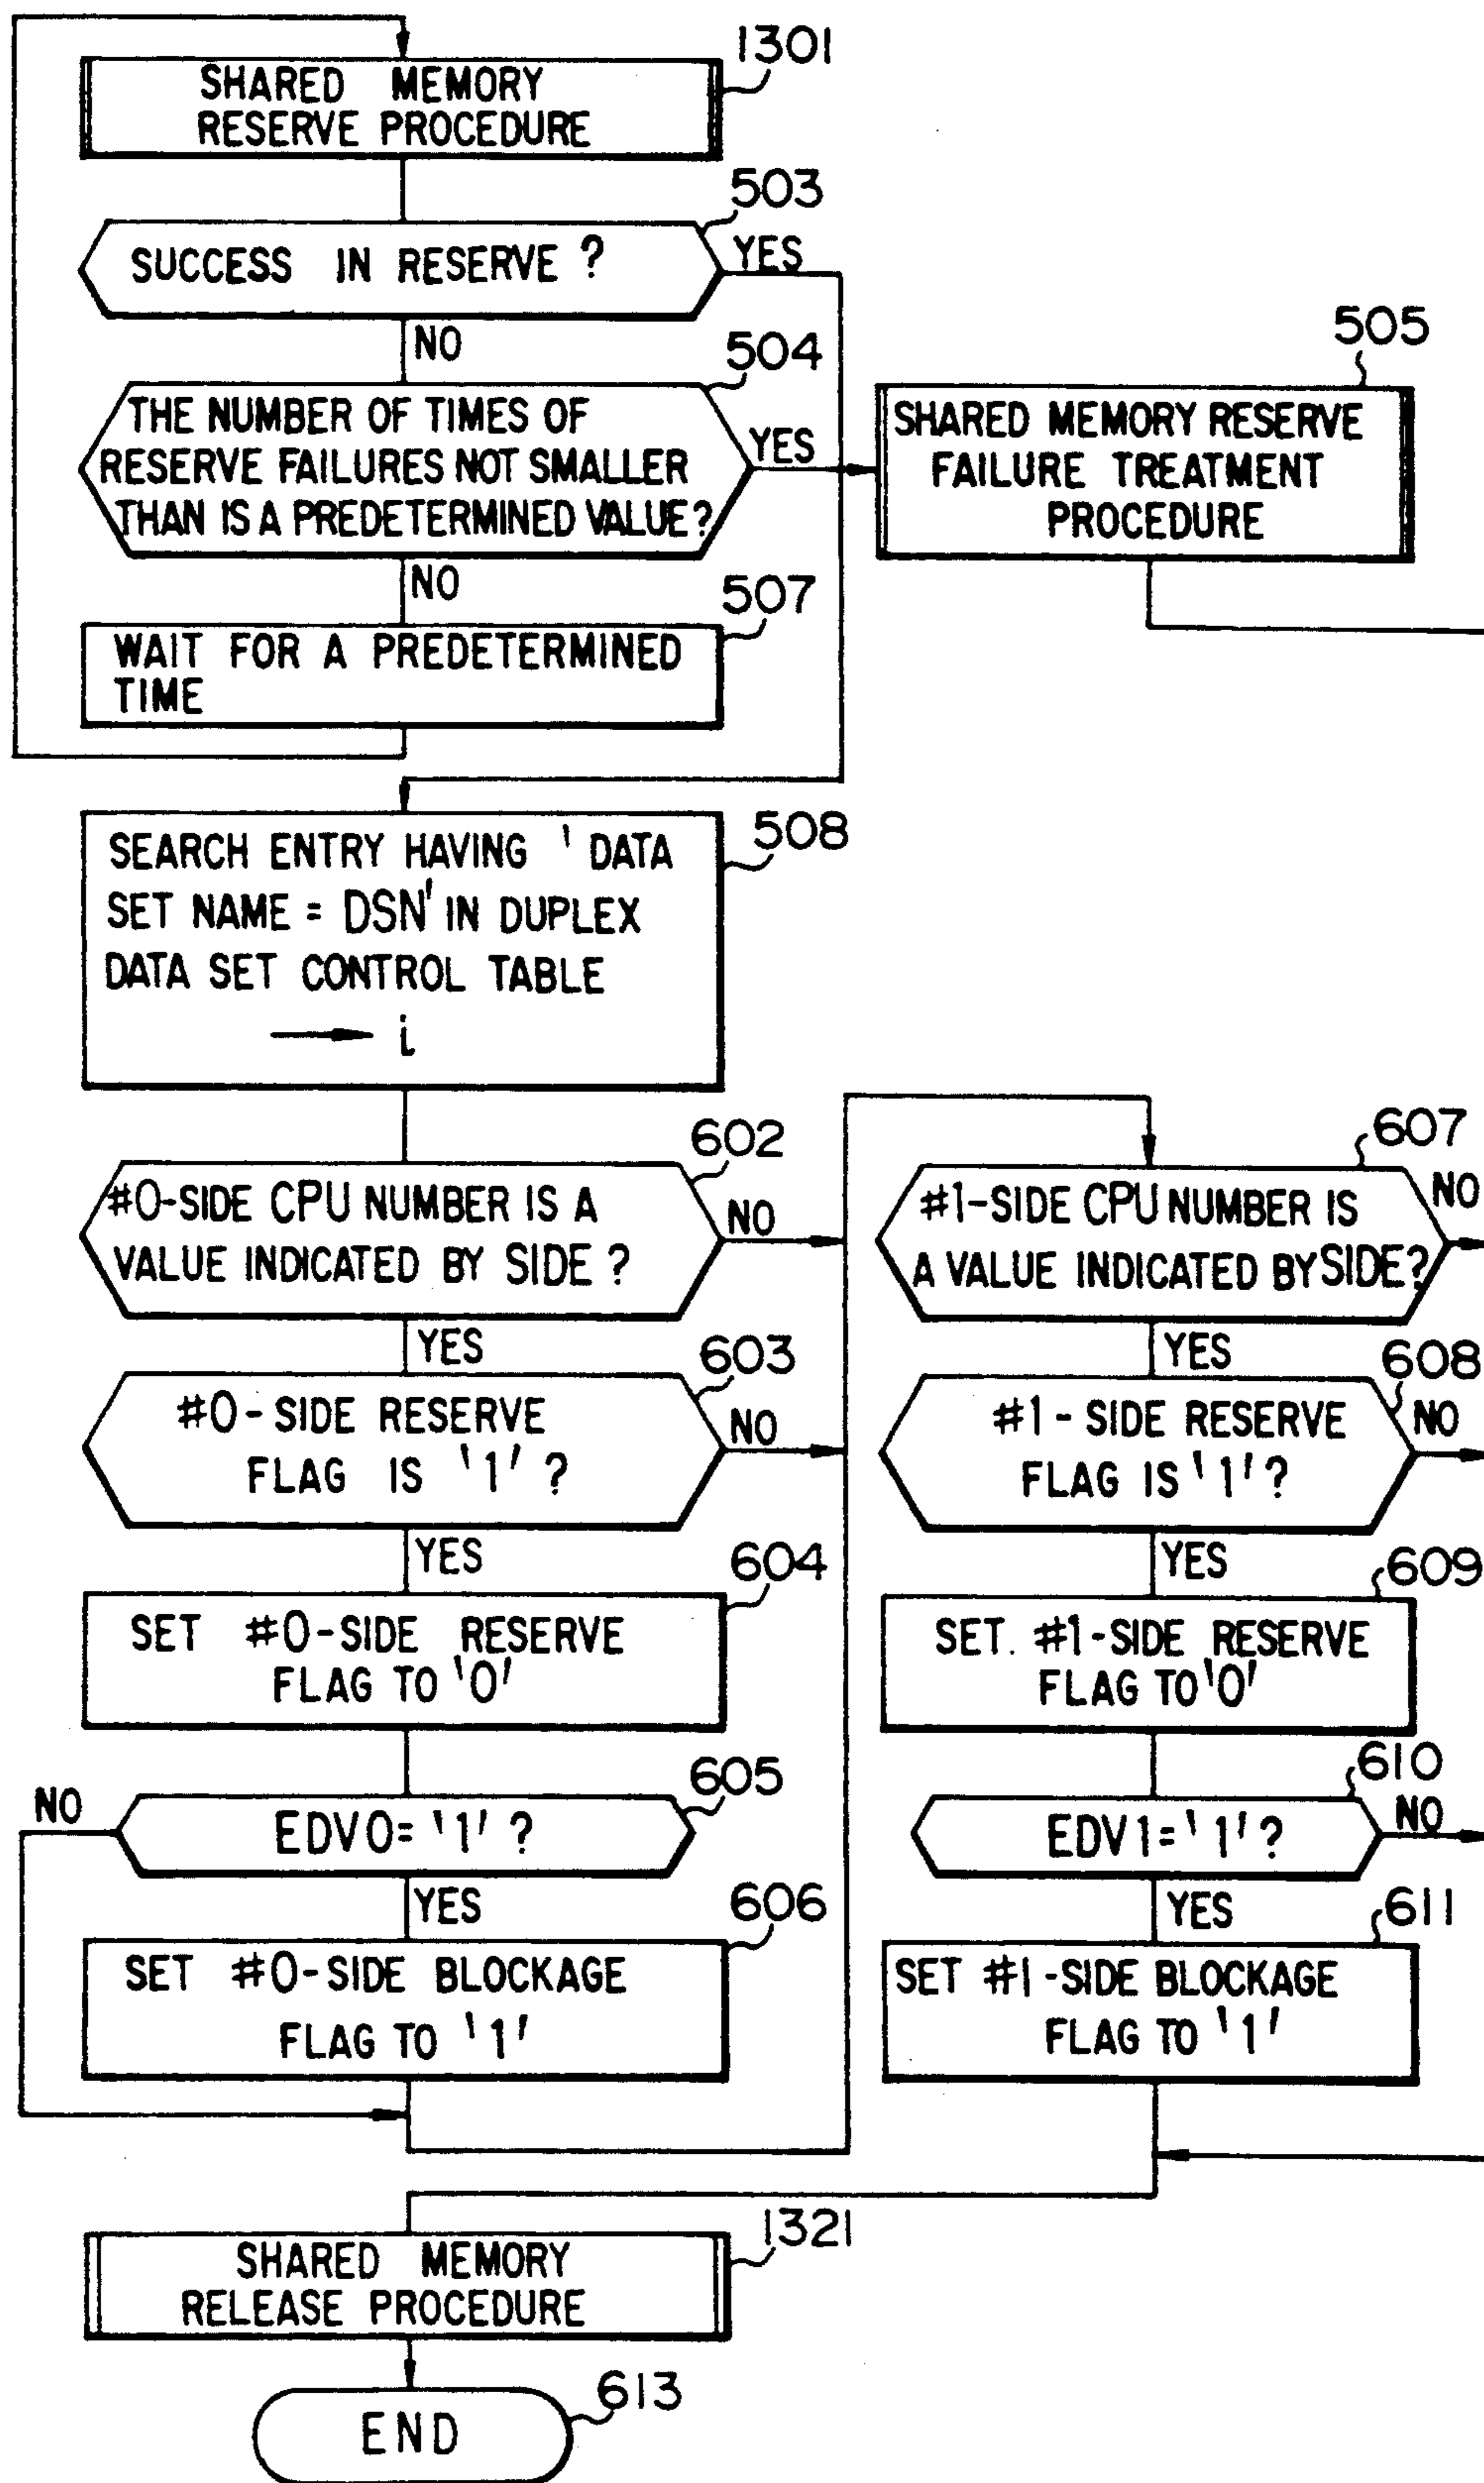 1301
SHARED MEMORY
RESERVE PROCEDURE
503
SUCCESS IN RESERVE ?
YES
NO
504
THE NUMBER OF TIMES OF
RESERVE FAILURES NOT SMALLER
THAN IS A PREDETERMINED VALUE?
YES
505
SHARED MEMORY RESERVE
FAILURE TREATMENT
PROCEDURE
NO
507
WAIT FOR A PREDETERMINED
TIME
508
SEARCH ENTRY HAVING ' DATA
SET NAME = DSN' IN DUPLEX
DATA SET CONTROL TABLE
→ i
602
#0-SIDE CPU NUMBER IS A
VALUE INDICATED BY SIDE ?
NO
YES
603
#0-SIDE RESERVE
FLAG IS '1' ?
NO
YES
604
SET #0-SIDE RESERVE
FLAG TO '0'
605
NO
EDV0= '1' ?
YES
606
SET #0-SIDE BLOCKAGE
FLAG TO '1'
607
#1-SIDE CPU NUMBER IS
A VALUE INDICATED BY SIDE?
NO
YES
608
#1-SIDE RESERVE
FLAG IS '1' ?
NO
YES
609
SET. #1-SIDE RESERVE
FLAG TO '0'
610
EDV1= '1' ?
NO
YES
611
SET #1-SIDE BLOCKAGE
FLAG TO '1'
1321
SHARED MEMORY
RELEASE PROCEDURE
613
END